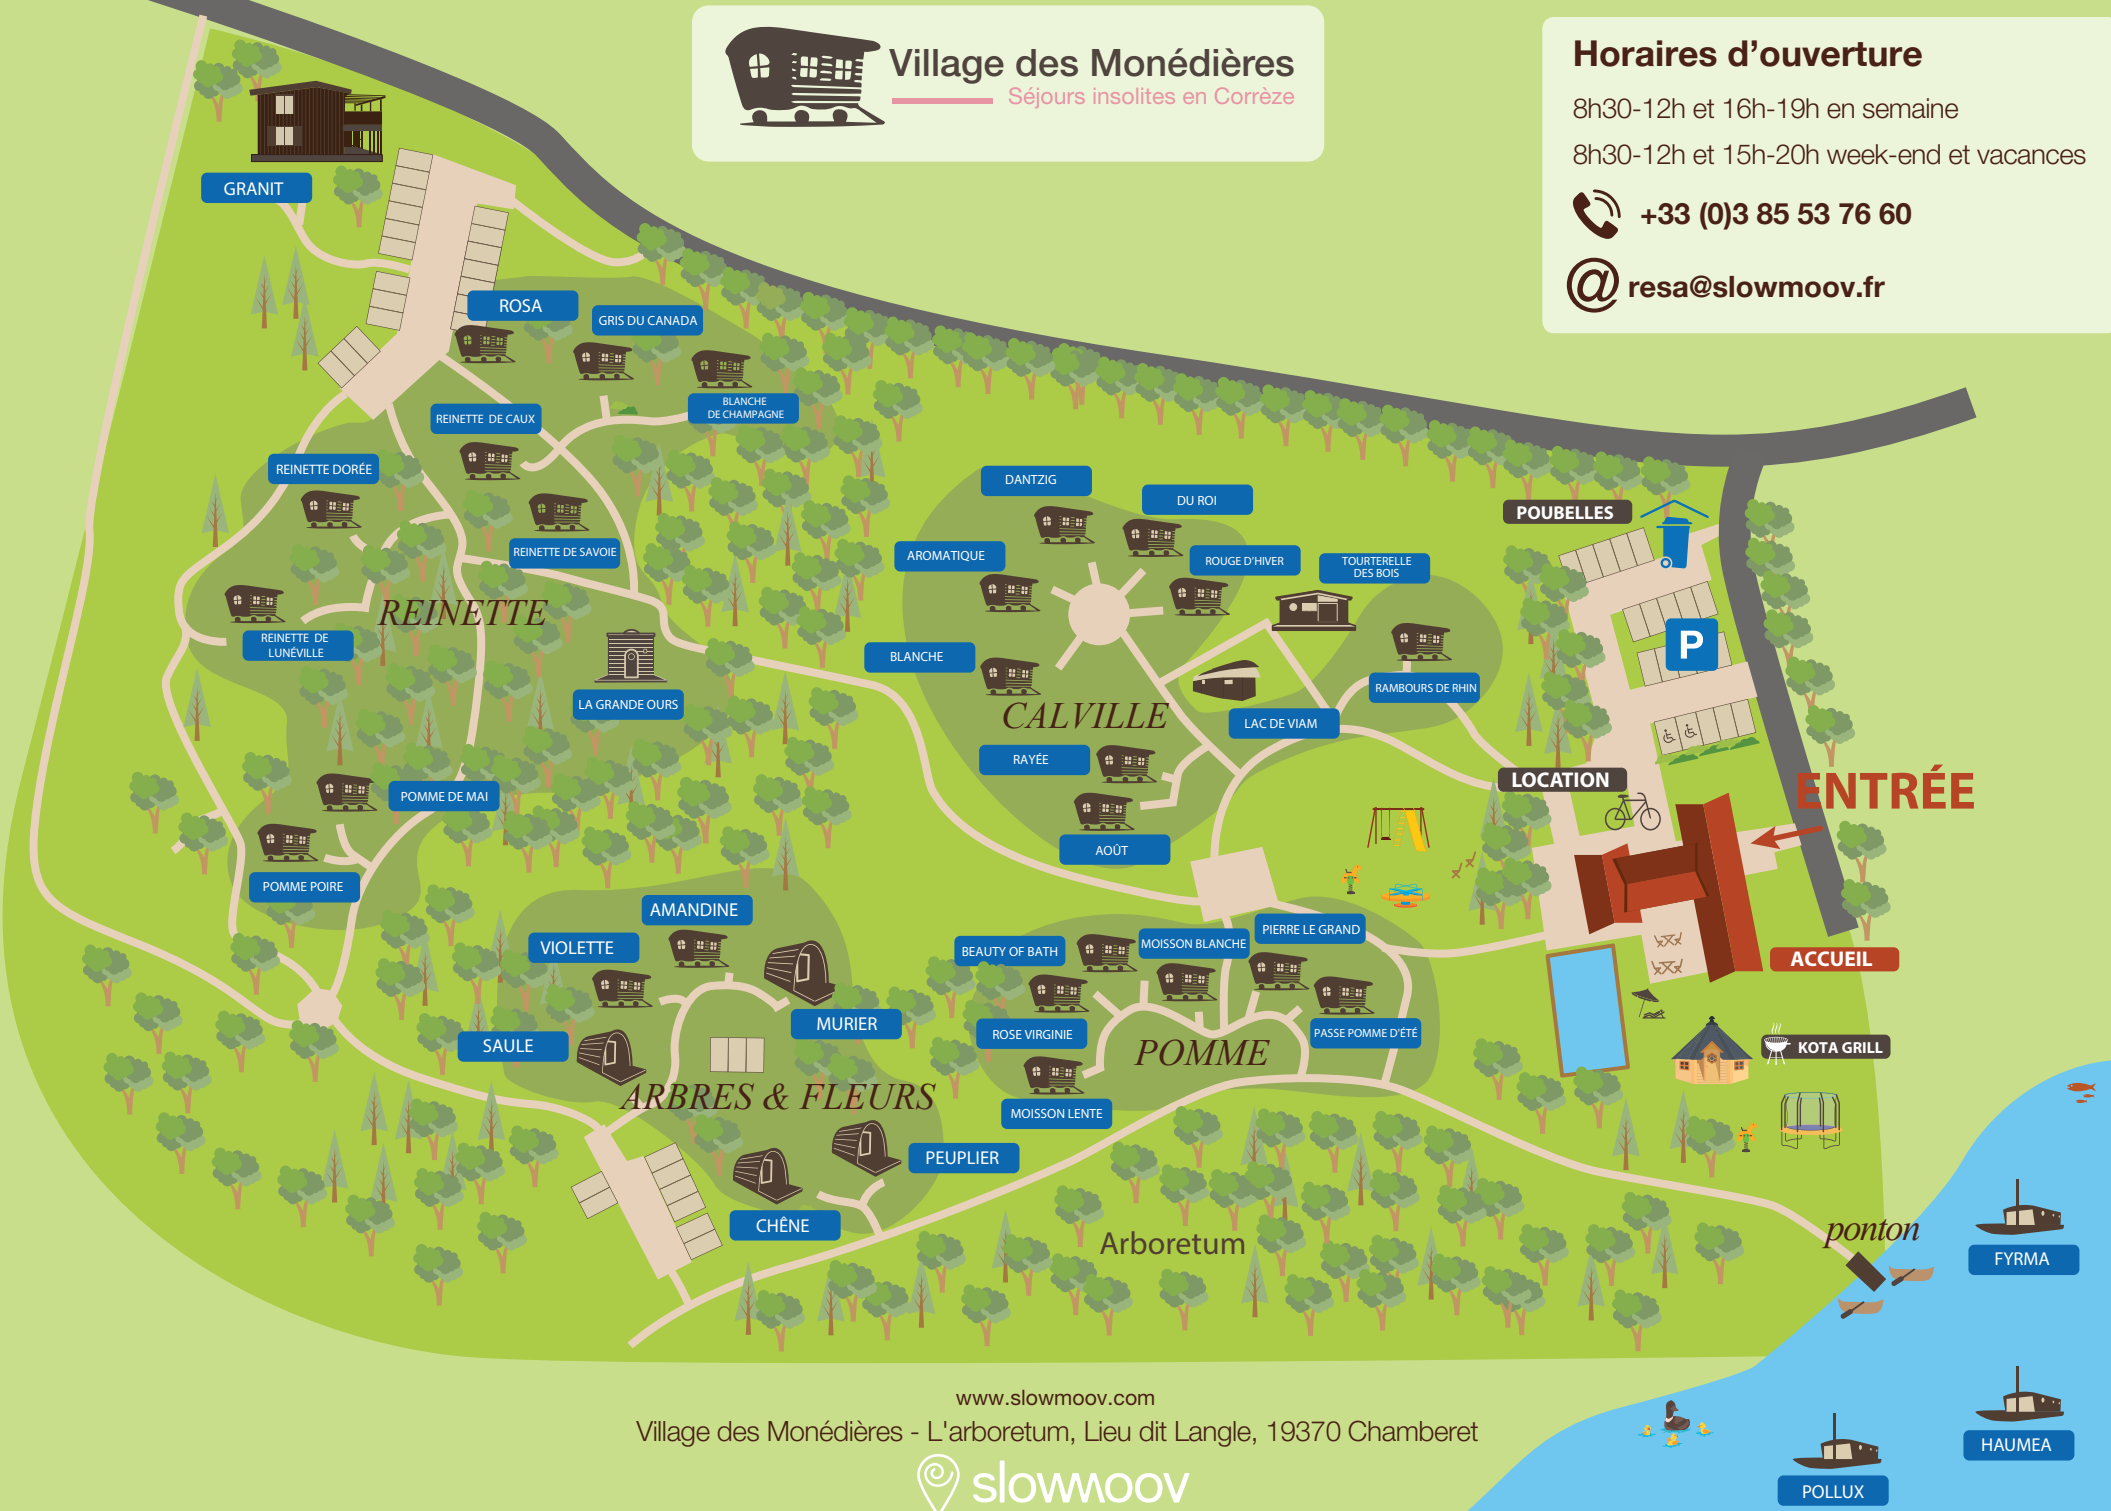 Village des Monédières
Séjours insolites en Corrèze
Horaires d’ouverture
8h30-12h et 16h-19h en semaine
8h30-12h et 15h-20h week-end et vacances
+33 (0)3 85 53 76 60
@ resa@slowmoov.fr
GRANIT
ROSA
GRIS DU CANADA
BLANCHE
DE CHAMPAGNE
REINETTE DE CAUX
REINETTE DORÉE
REINETTE DE SAVOIE
REINETTE
REINETTE DE
LUNÉVILLE
LA GRANDE OURS
POMME DE MAI
POMME POIRE
DANTZIG
DU ROI
AROMATIQUE
ROUGE D’HIVER
TOURTERELLE
DES BOIS
BLANCHE
RAMBOURS DE RHIN
CALVILLE
LAC DE VIAM
RAYÉE
AOÛT
POUBELLES
P
LOCATION
ENTRÉE
ACCUEIL
KOTA GRILL
AMANDINE
VIOLETTE
MURIER
SAULE
ARBRES & FLEURS
PEUPLIER
CHÊNE
PIERRE LE GRAND
MOISSON BLANCHE
BEAUTY OF BATH
ROSE VIRGINIE
PASSE POMME D’ÉTÉ
POMME
MOISSON LENTE
Arboretum
ponton
FYRMA
HAUMEA
POLLUX
www.slowmoov.com
Village des Monédières - L'arboretum, Lieu dit Langle, 19370 Chamberet
slowmoov